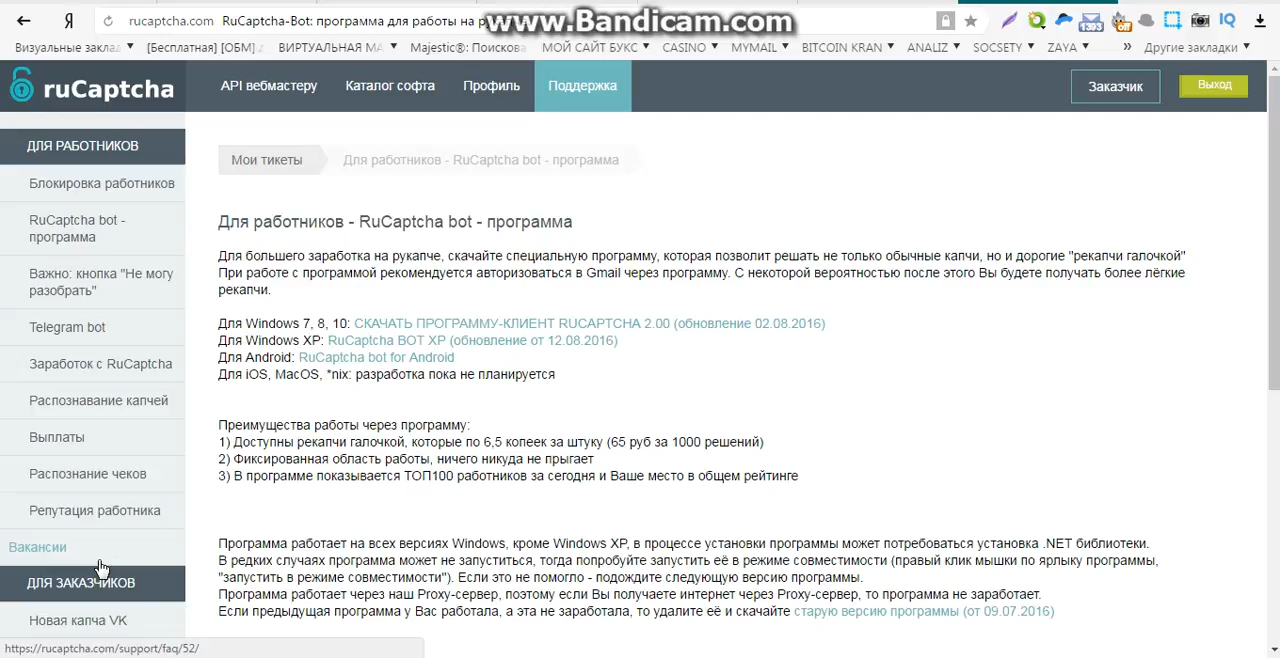 Я
rucaptcha.com RuCaptcha-Bot: программа для работы на р
www.Bandicam.com
1393
off
IQ
Визуальные заклад
[Бесплатная] [ОБМ]
ВИРТУАЛЬНАЯ МА
Majestic®: Поискова
МОЙ САЙТ БУКС
CASINO
MYMAIL
BITCOIN KRAN
ANALIZ
SOCSETY
ZAYA
»
Другие закладки
ruCaptcha
API вебмастеру
Каталог софта
Профиль
Поддержка
Заказчик
Выход
ДЛЯ РАБОТНИКОВ
Блокировка работников
RuCaptcha bot -
программа
Важно: кнопка "Не могу
разобрать"
Telegram bot
Заработок с RuCaptcha
Распознавание капчей
Выплаты
Распознание чеков
Репутация работника
Вакансии
ДЛЯ ЗАКАЗЧИКОВ
Новая капча VK
https://rucaptcha.com/support/faq/52/
Мои тикеты
Для работников - RuCaptcha bot - программа
Для работников - RuCaptcha bot - программа
Для большего заработка на рукапче, скачайте специальную программу, которая позволит решать не только обычные капчи, но и дорогие "рекапчи галочкой"
При работе с программой рекомендуется авторизоваться в Gmail через программу. С некоторой вероятностью после этого Вы будете получать более лёгкие
рекапчи.
Для Windows 7, 8, 10: СКАЧАТЬ ПРОГРАММУ-КЛИЕНТ RUCAPTCHA 2.00 (обновление 02.08.2016)
Для Windows XP: RuCaptcha BOT XP (обновление от 12.08.2016)
Для Android: RuCaptcha bot for Android
Для iOS, MacOS, *nix: разработка пока не планируется
Преимущества работы через программу:
1) Доступны рекапчи галочкой, которые по 6,5 копеек за штуку (65 руб за 1000 решений)
2) Фиксированная область работы, ничего никуда не прыгает
3) В программе показывается ТОП100 работников за сегодня и Ваше место в общем рейтинге
Программа работает на всех версиях Windows, кроме Windows XP, в процессе установки программы может потребоваться установка .NET библиотеки.
В редких случаях программа может не запуститься, тогда попробуйте запустить её в режиме совместимости (правый клик мышки по ярлыку программы,
"запустить в режиме совместимости"). Если это не помогло - подождите следующую версию программы.
Программа работает через наш Proxy-сервер, поэтому если Вы получаете интернет через Proxy-сервер, то программа не заработает.
Если предыдущая программа у Вас работала, а эта не заработала, то удалите её и скачайте старую версию программы (от 09.07.2016)